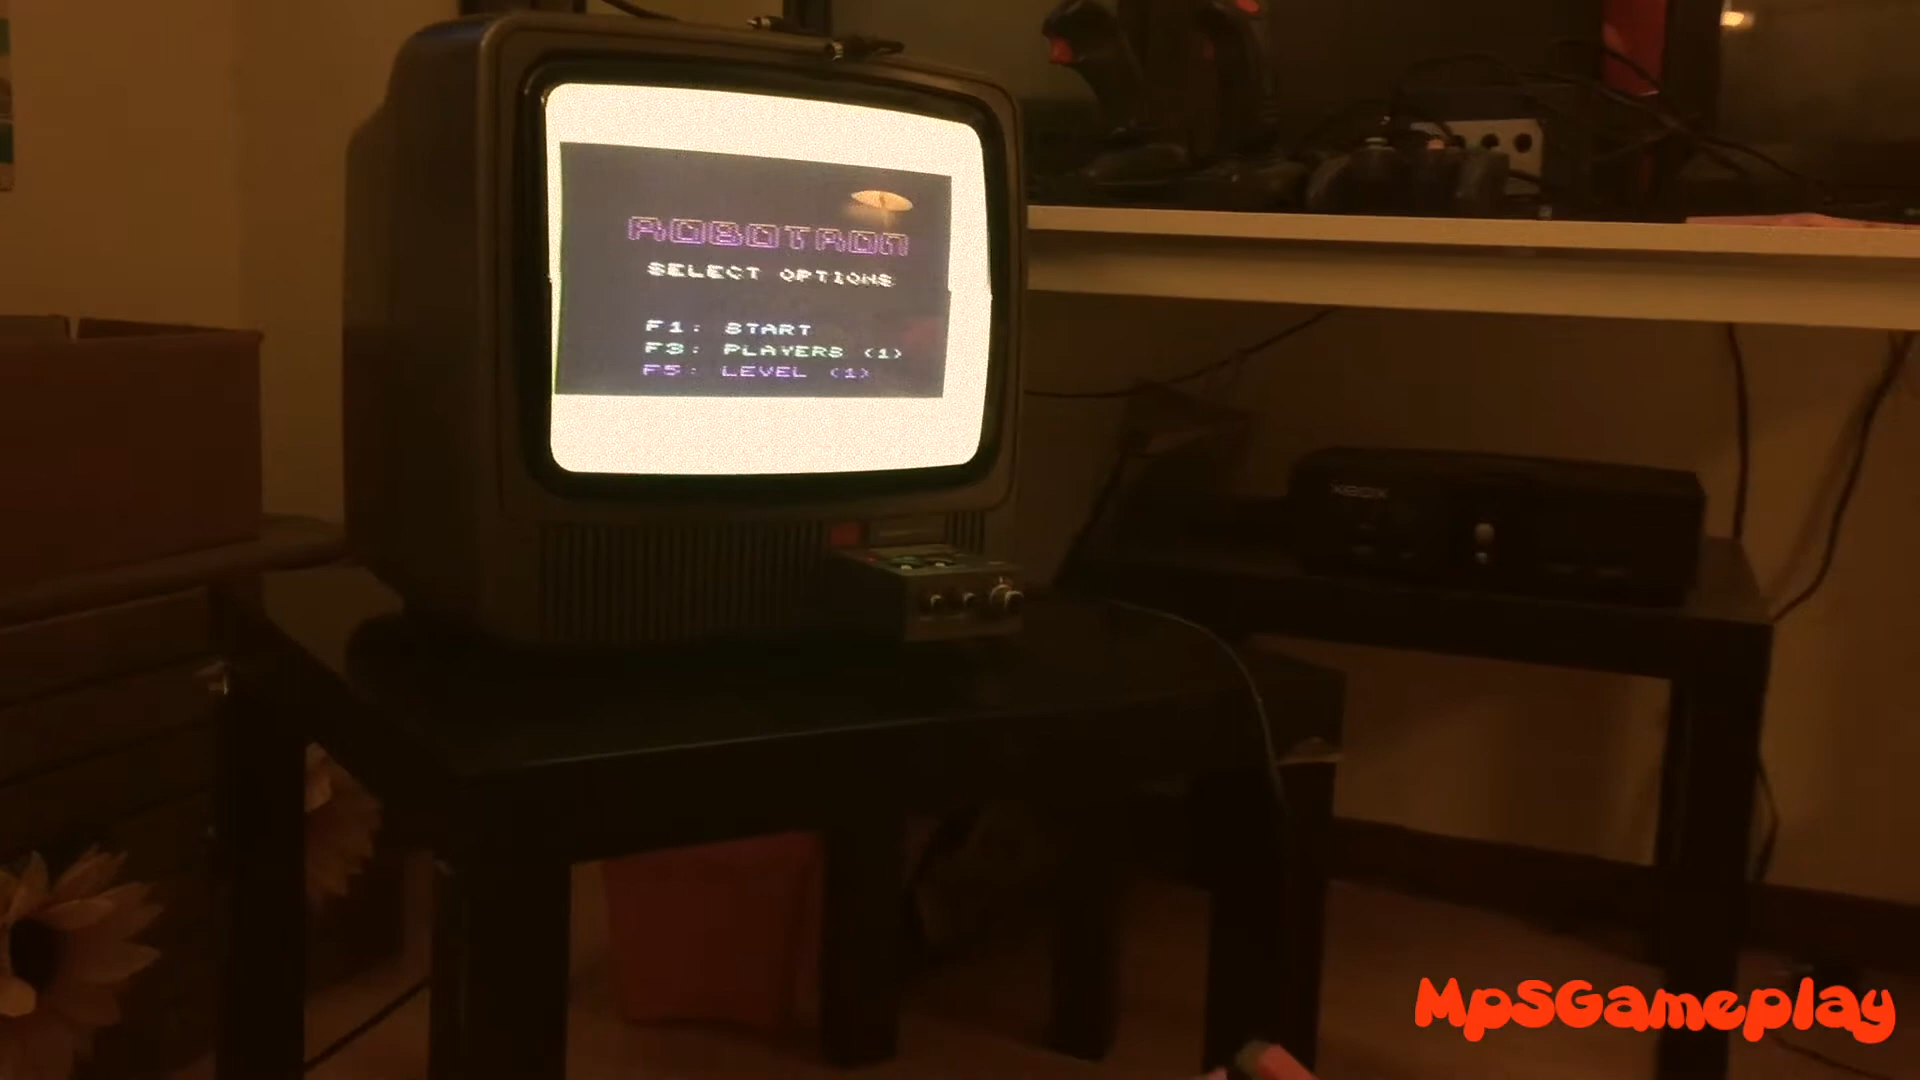 ROBOTRON
SELECT OPTIONS
F1: START
F3: PLAYERS (1)
F5: LEVEL (1)
XBOX
MpSGameplay